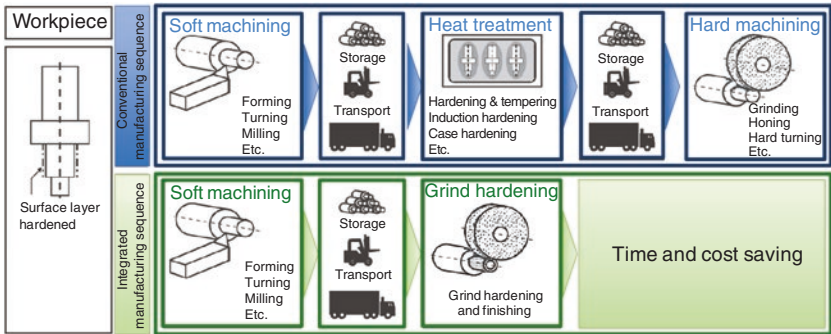 Workpiece
Surface layer
hardened
Conventional
manufacturing sequence
Soft machining
Forming
Turning
Milling
Etc.
Storage
Transport
Heat treatment
Hardening & tempering
Induction hardening
Case hardening
Etc.
Storage
Transport
Hard machining
Grinding
Honing
Hard turning
Etc.
Integrated
manufacturing sequence
Soft machining
Forming
Turning
Milling
Etc.
Storage
Transport
Grind hardening
Grind hardening
and finishing
Time and cost saving